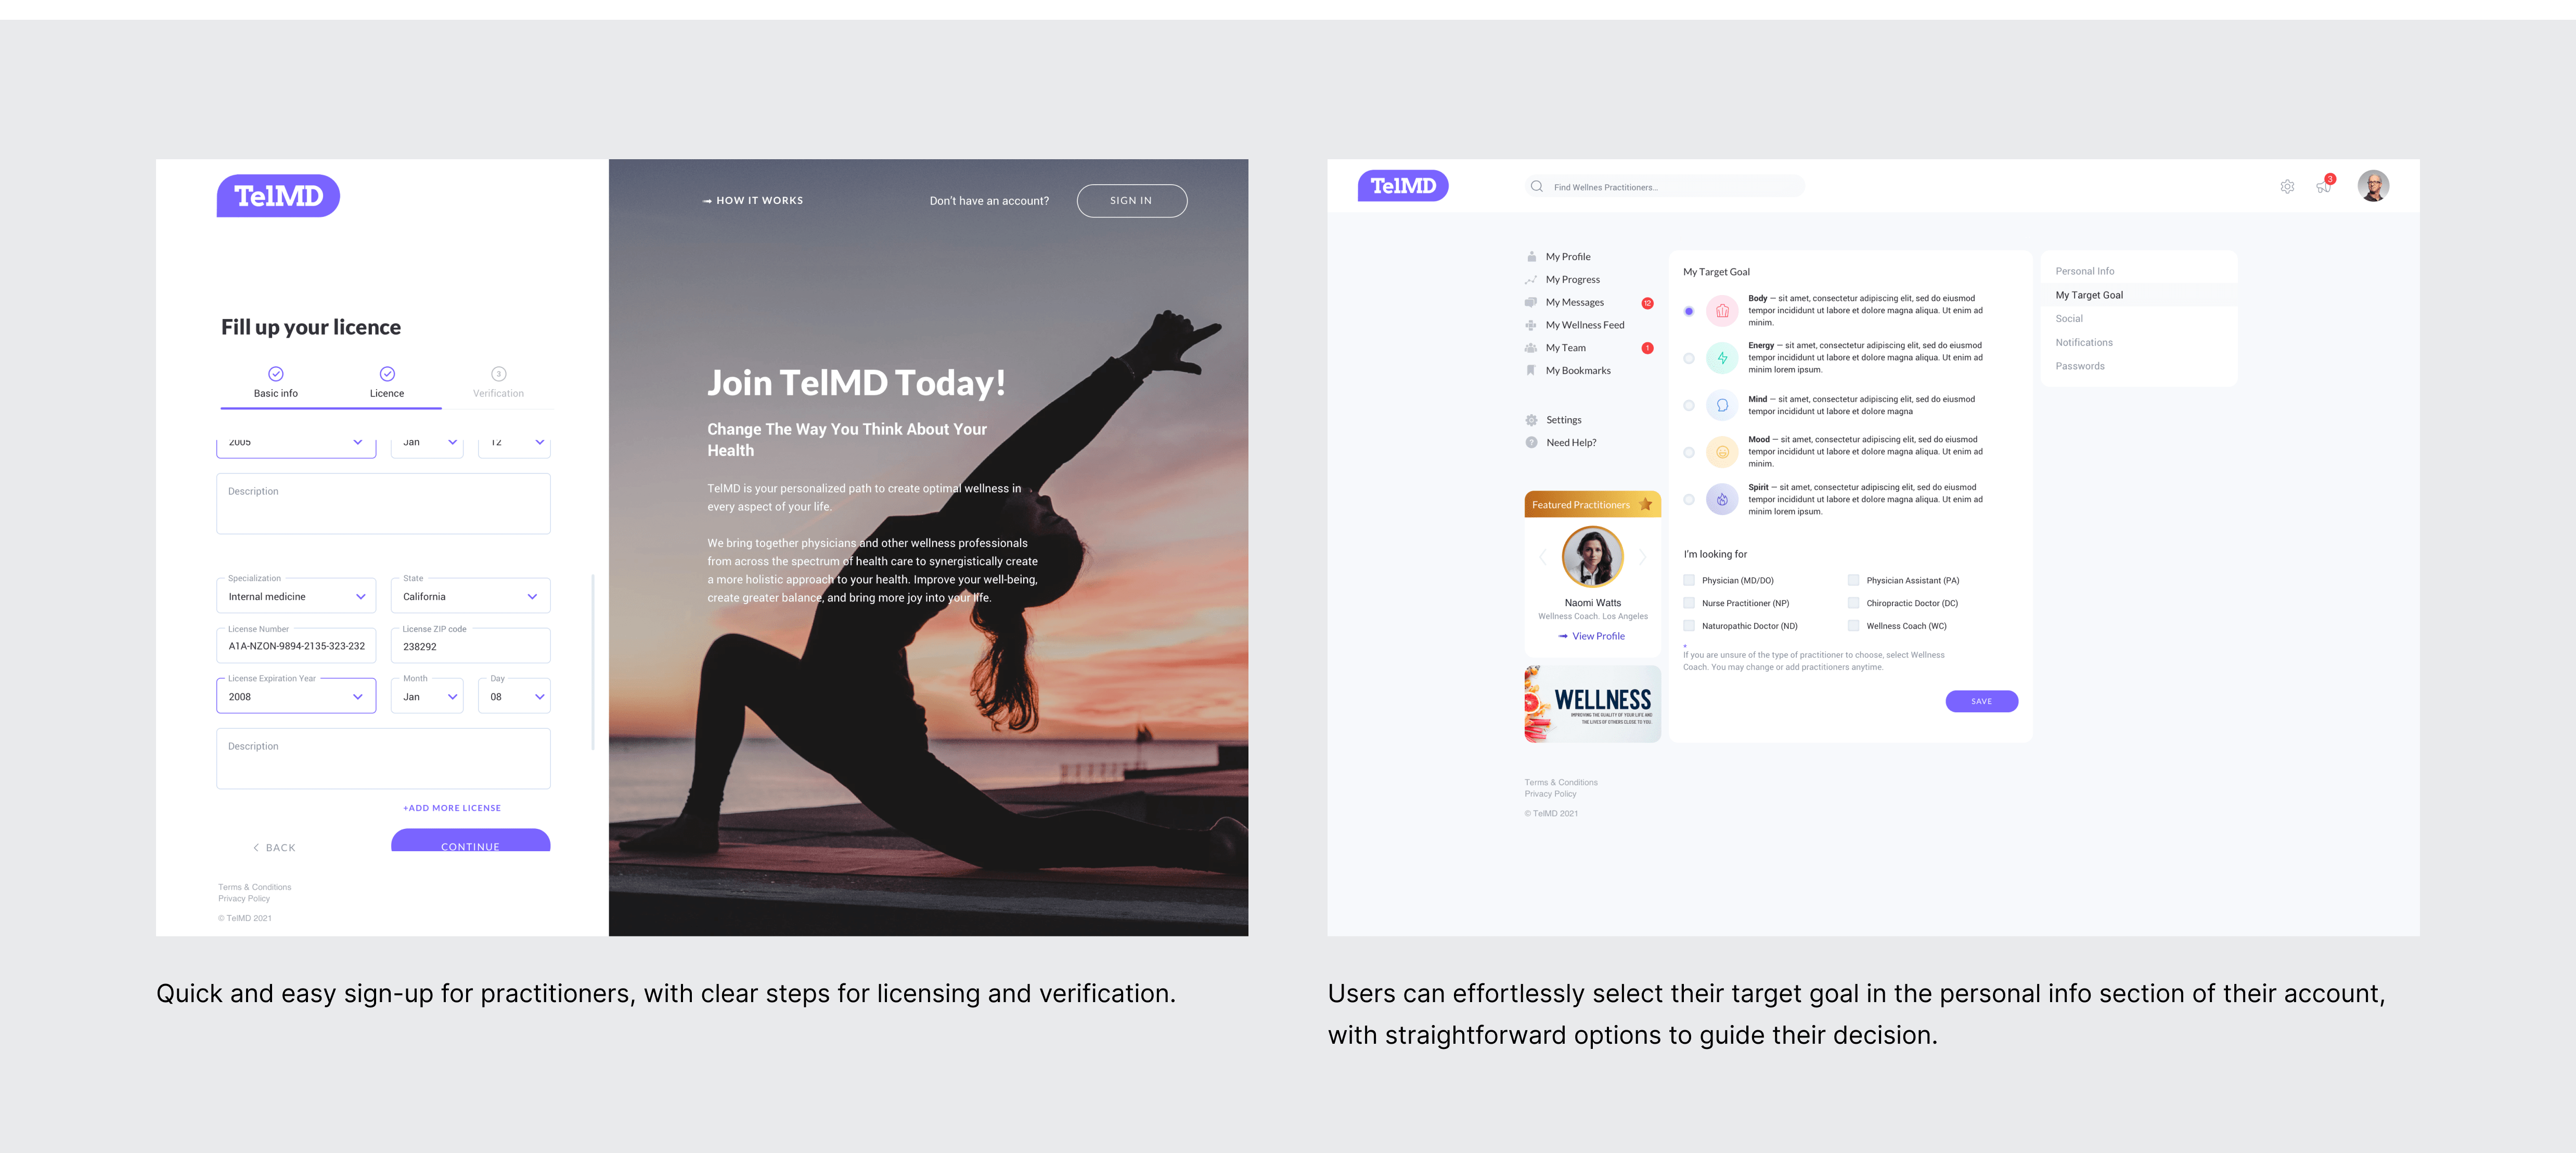 TelMD
HOW IT WORKS
Don't have an account?
SIGN IN
Fill up your licence
3
Basic info
Licence
Verification
2005
Jan
12
Description
Specialization
Internal medicine
State
California
License Number
A1A-NZON-9894-2135-323-232
License ZIP code
238292
License Expiration Year
2008
Month
Jan
Day
08
Description
+ADD MORE LICENSE
BACK
CONTINUE
Terms & Conditions
Privacy Policy
© TelMD 2021
Join TelMD Today!
Change The Way You Think About Your
Health
TelMD is your personalized path to create optimal wellness in
every aspect of your life.
We bring together physicians and other wellness professionals
from across the spectrum of health care to synergistically create
a more holistic approach to your health. Improve your well-being,
create greater balance, and bring more joy into your life.
Quick and easy sign-up for practitioners, with clear steps for licensing and verification.
TelMD
Find Wellnes Practitioners...
3
My Profile
My Progress
My Messages
12
My Wellness Feed
My Team
1
My Bookmarks
Settings
? Need Help?
Featured Practitioners
Naomi Watts
Wellness Coach. Los Angeles
View Profile
WELLNESS
IMPROVING THE QUALITY OF YOUR LIFE AND
THE LIVES OF OTHERS CLOSE TO YOU.
Terms & Conditions
Privacy Policy
© TelMD 2021
My Target Goal
Body — sit amet, consectetur adipiscing elit, sed do eiusmod
tempor incididunt ut labore et dolore magna aliqua. Ut enim ad
minim.
Energy — sit amet, consectetur adipiscing elit, sed do eiusmod
tempor incididunt ut labore et dolore magna aliqua. Ut enim ad
minim lorem ipsum.
Mind — sit amet, consectetur adipiscing elit, sed do eiusmod
tempor incididunt ut labore et dolore magna
Mood — sit amet, consectetur adipiscing elit, sed do eiusmod
tempor incididunt ut labore et dolore magna aliqua. Ut enim ad
minim.
Spirit — sit amet, consectetur adipiscing elit, sed do eiusmod
tempor incididunt ut labore et dolore magna aliqua. Ut enim ad
minim lorem ipsum.
I'm looking for
Physician (MD/DO)
Physician Assistant (PA)
Nurse Practitioner (NP)
Chiropractic Doctor (DC)
Naturopathic Doctor (ND)
Wellness Coach (WC)
*
If you are unsure of the type of practitioner to choose, select Wellness
Coach. You may change or add practitioners anytime.
SAVE
Personal Info
My Target Goal
Social
Notifications
Passwords
Users can effortlessly select their target goal in the personal info section of their account,
with straightforward options to guide their decision.